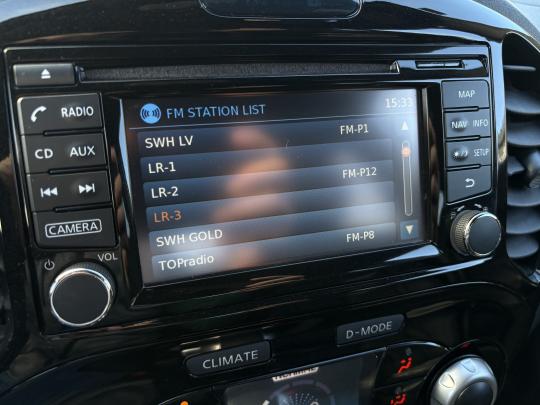 FM STATION LIST 15:33
SWH LV FM-P1
LR-1
LR-2 FM-P12
LR-3
SWH GOLD
TOPradio FM-P8
RADIO
CD AUX
CAMERA
VOL
MAP
NAV INFO
SETUP
CLIMATE
D-MODE